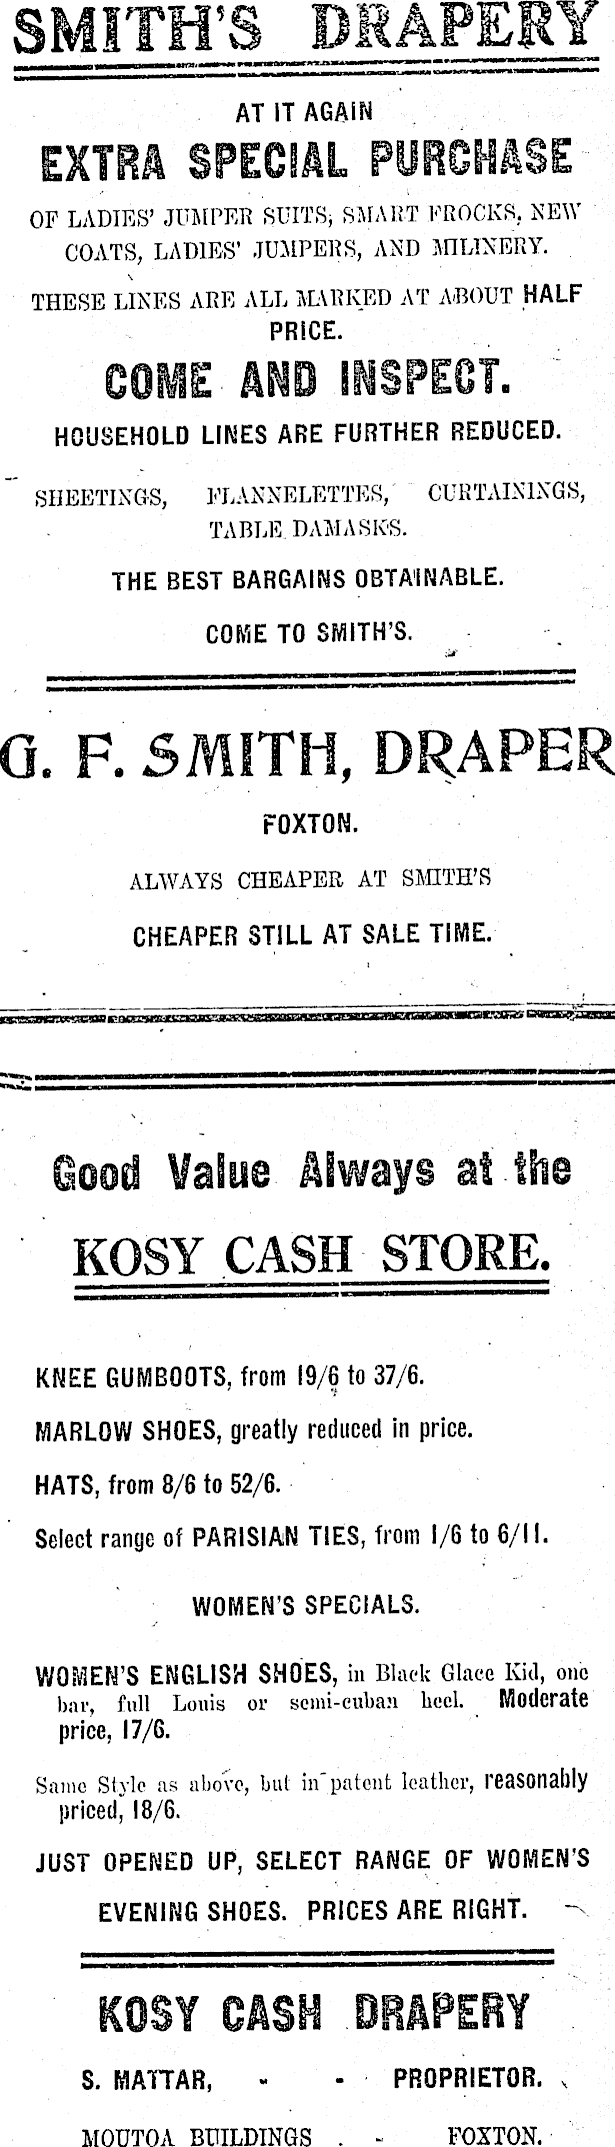 SMITH'S DRAPERY
AT IT AGAIN
EXTRA SPECIAL PURCHASE
OF LADIES' JUMPER SUITS, SMART FROCKS, NEW
COATS, LADIES' JUMPERS, AND MILINERY.
THESE LINES ARE ALL MARKED AT ABOUT HALF
PRICE.
COME AND INSPECT.
HOUSEHOLD LINES ARE FURTHER REDUCED.
SHEETINGS, FLANNELETTES, CURTAININGS,
TABLE DAMASKS.
THE BEST BARGAINS OBTAINABLE.
COME TO SMITH'S.
G. F. SMITH, DRAPER
FOXTON.
ALWAYS CHEAPER AT SMITH'S
CHEAPER STILL AT SALE TIME.
Good Value Always at the
KOSY CASH STORE.
KNEE GUMBOOTS, from 19/6 to 37/6.
MARLOW SHOES, greatly reduced in price.
HATS, from 8/6 to 52/6.
Select range of PARISIAN TIES, from 1/6 to 6/11.
WOMEN'S SPECIALS.
WOMEN'S ENGLISH SHOES, in Black Glace Kid, one
bar, full Louis or semi-cuban heel. Moderate
price, 17/6.
Same Style as above, but in patent leather, reasonably
priced, 18/6.
JUST OPENED UP, SELECT RANGE OF WOMEN'S
EVENING SHOES. PRICES ARE RIGHT.
KOSY CASH DRAPERY
S. MATTAR, - - PROPRIETOR.
MOUTOA BUILDINGS . - FOXTON.